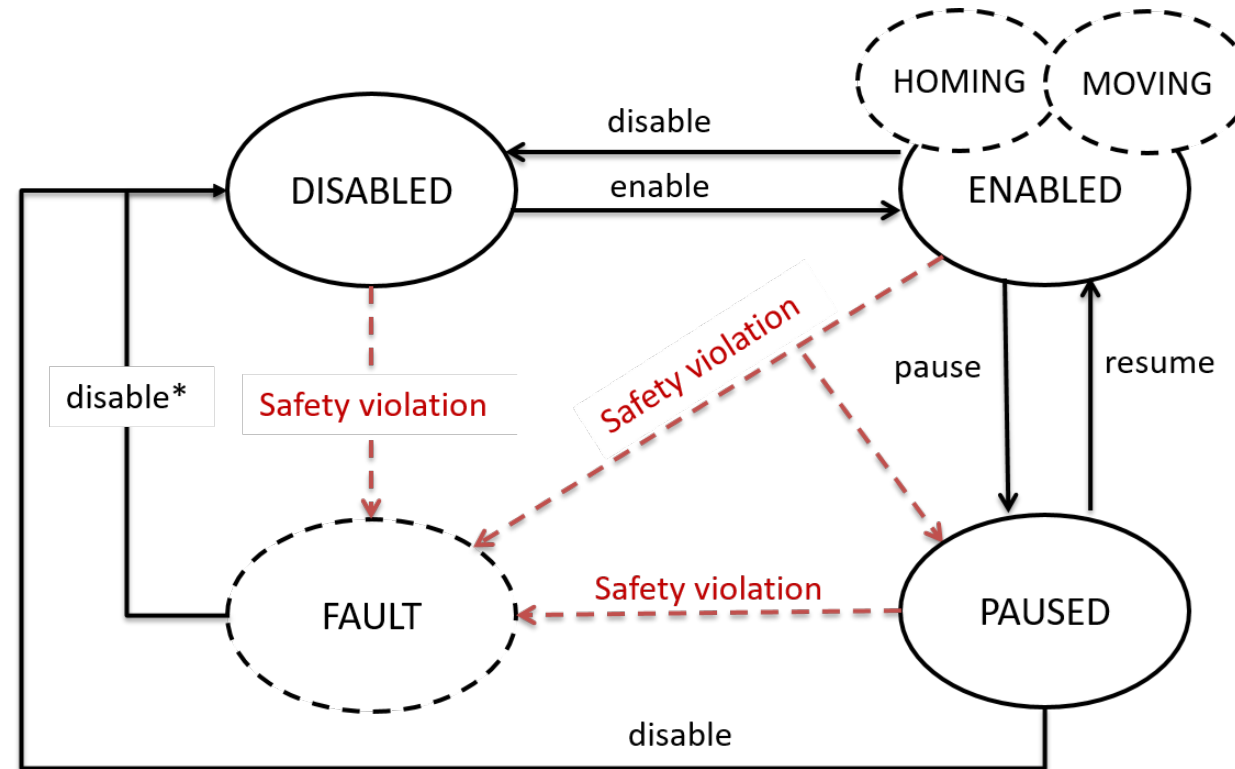 HOMING
MOVING
disable
DISABLED
enable
ENABLED
Safety violation
pause
resume
disable*
Safety violation
Safety violation
FAULT
PAUSED
disable